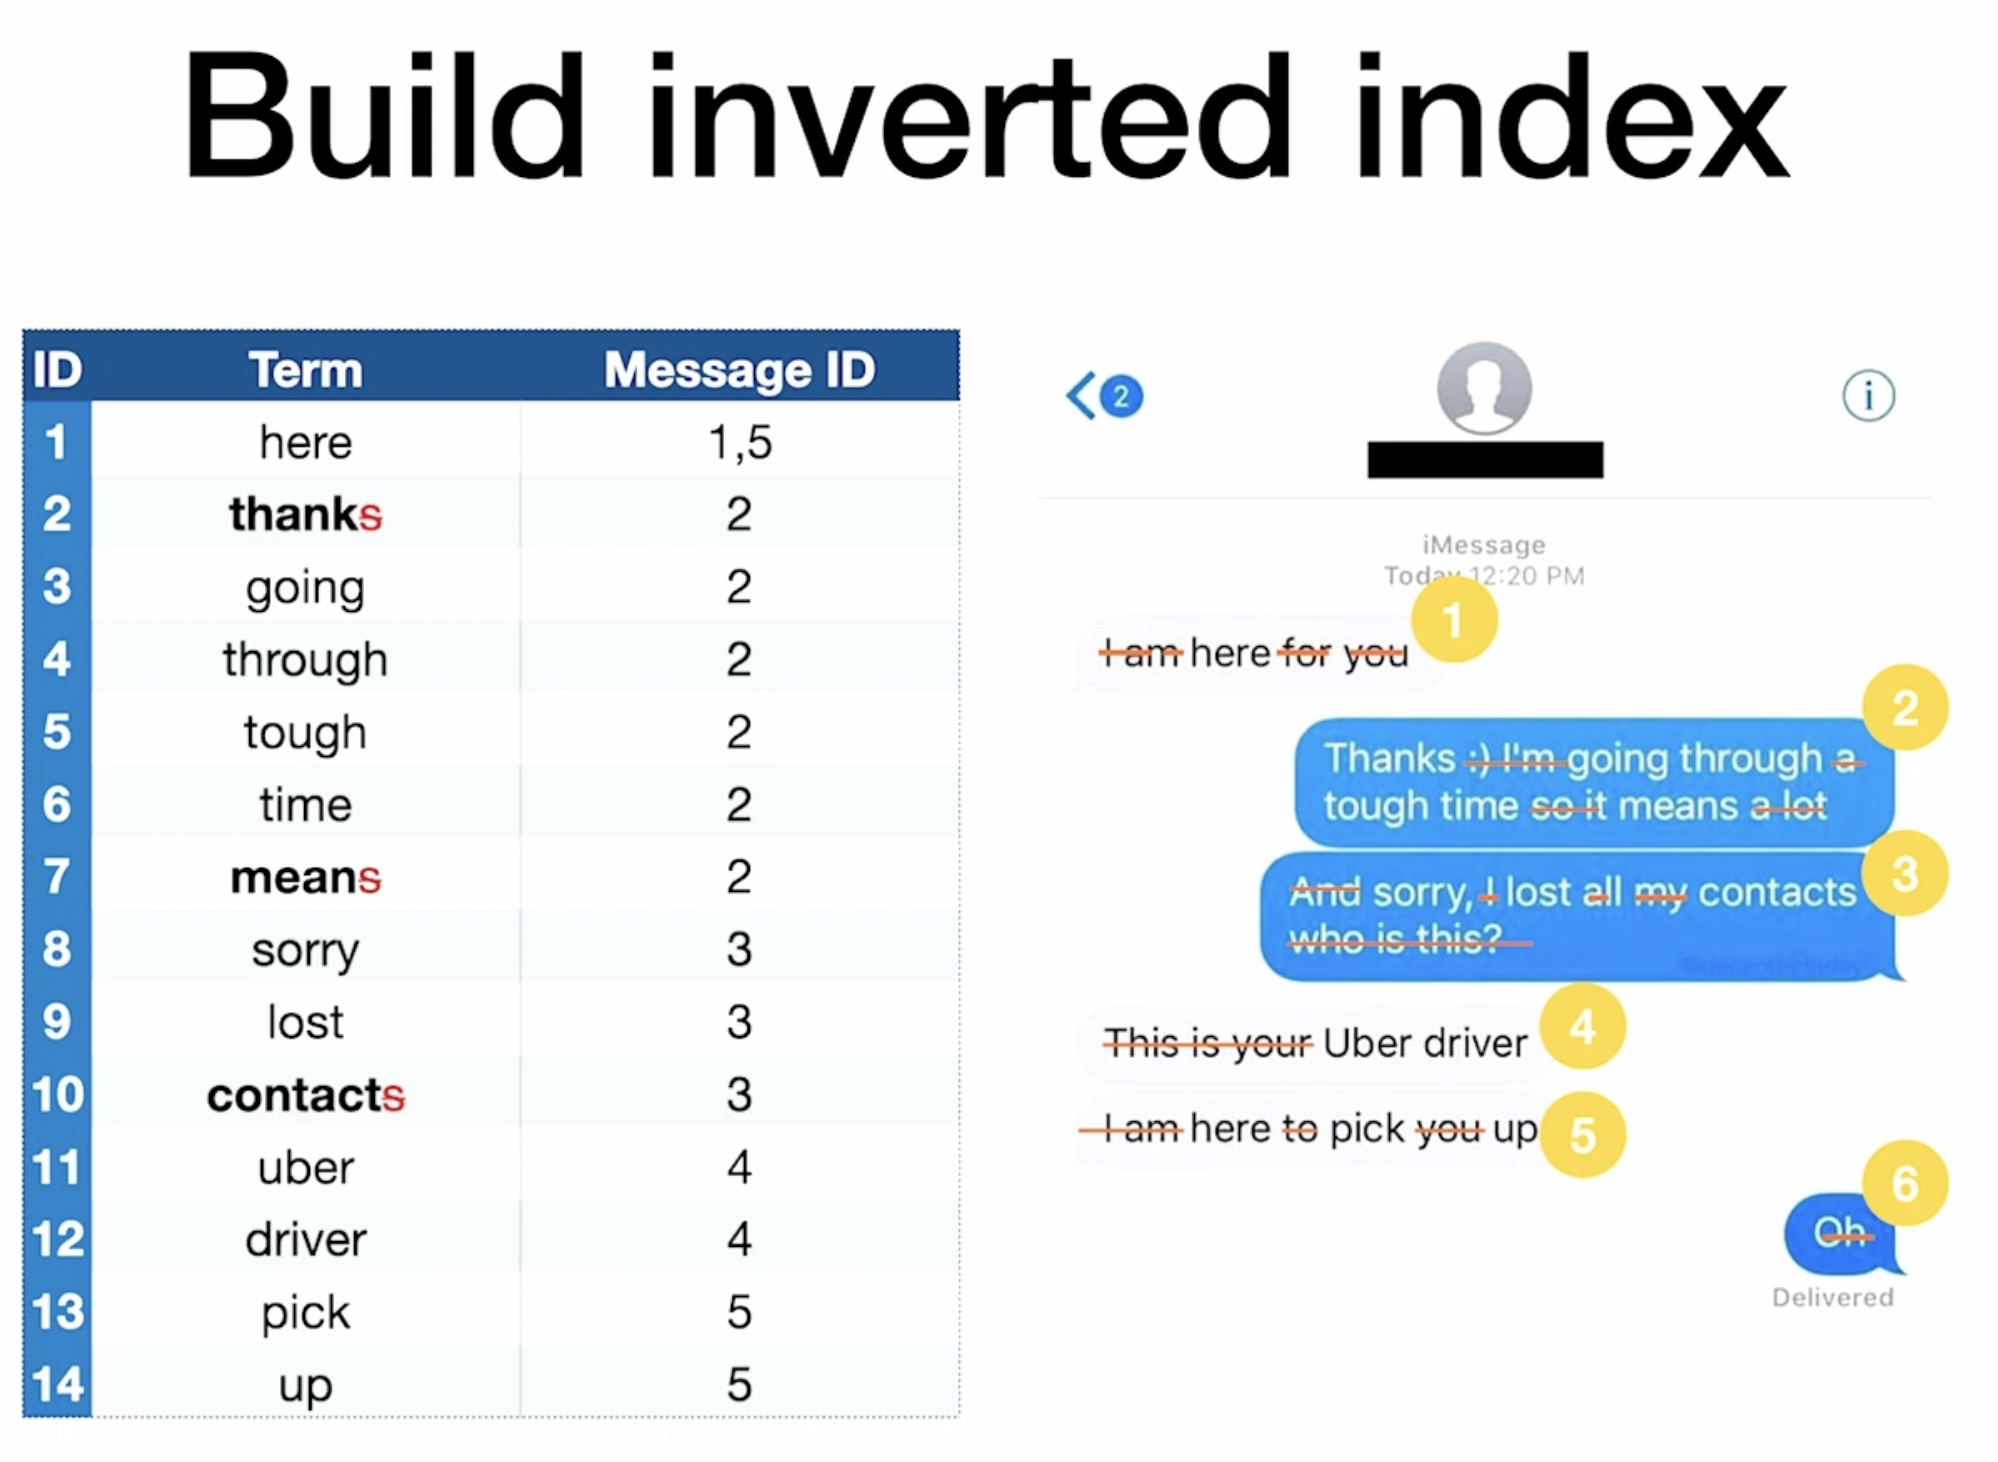 Build inverted index
ID Term Message ID
1 here 1,5
2 thanks 2
3 going 2
4 through 2
5 tough 2
6 time 2
7 means 2
8 sorry 3
9 lost 3
10 contacts 3
11 uber 4
12 driver 4
13 pick 5
14 up 5
2
i
iMessage
Today 12:20 PM
1
I am here for you
2
Thanks :) I'm going through a
tough time so it means a lot
3
And sorry, I lost all my contacts
who is this?
4
This is your Uber driver
5
I am here to pick you up
6
Oh
Delivered